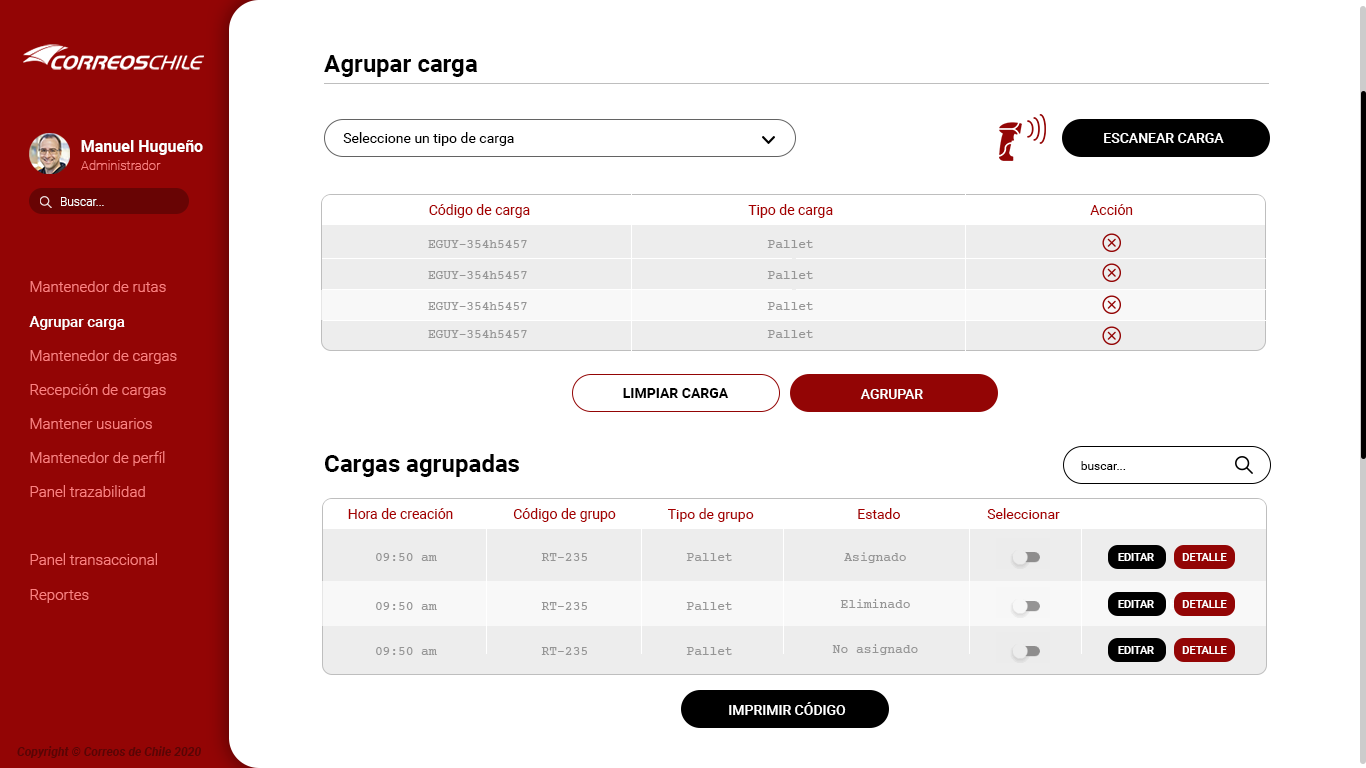 CORREOSCHILE
Manuel Hugueño
Administrador
Buscar...
Mantenedor de rutas
Agrupar carga
Mantenedor de cargas
Recepción de cargas
Mantener usuarios
Mantenedor de perfíl
Panel trazabilidad
Panel transaccional
Reportes
Copyright © Correos de Chile 2020
Agrupar carga
Seleccione un tipo de carga
ESCANEAR CARGA
Código de carga Tipo de carga Acción
EGUY-354h5457 Pallet
EGUY-354h5457 Pallet
EGUY-354h5457 Pallet
EGUY-354h5457 Pallet
LIMPIAR CARGA AGRUPAR
Cargas agrupadas
buscar...
Hora de creación Código de grupo Tipo de grupo Estado Seleccionar
09:50 am RT-235 Pallet Asignado EDITAR DETALLE
09:50 am RT-235 Pallet Eliminado EDITAR DETALLE
09:50 am RT-235 Pallet No asignado EDITAR DETALLE
IMPRIMIR CÓDIGO